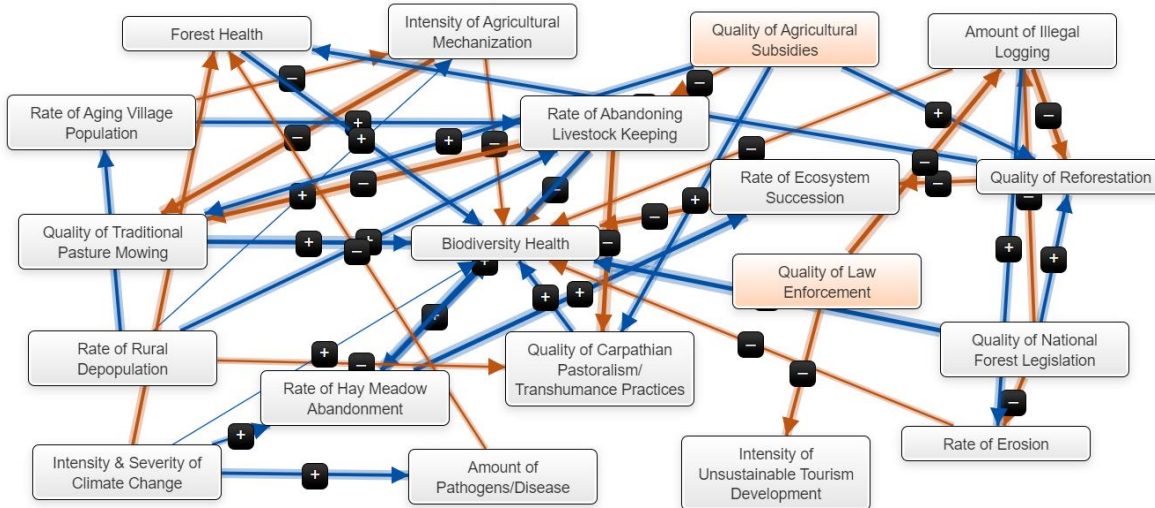 Forest Health
Intensity of Agricultural
Mechanization
Quality of Agricultural
Subsidies
Amount of Illegal
Logging
Rate of Aging Village
Population
Rate of Abandoning
Livestock Keeping
Rate of Ecosystem
Succession
Quality of Reforestation
Quality of Traditional
Pasture Mowing
Biodiversity Health
Quality of Law
Enforcement
Rate of Rural
Depopulation
Rate of Hay Meadow
Abandonment
Quality of Carpathian
Pastoralism/
Transhumance Practices
Quality of National
Forest Legislation
Intensity & Severity of
Climate Change
Amount of
Pathogens/Disease
Intensity of
Unsustainable Tourism
Development
Rate of Erosion